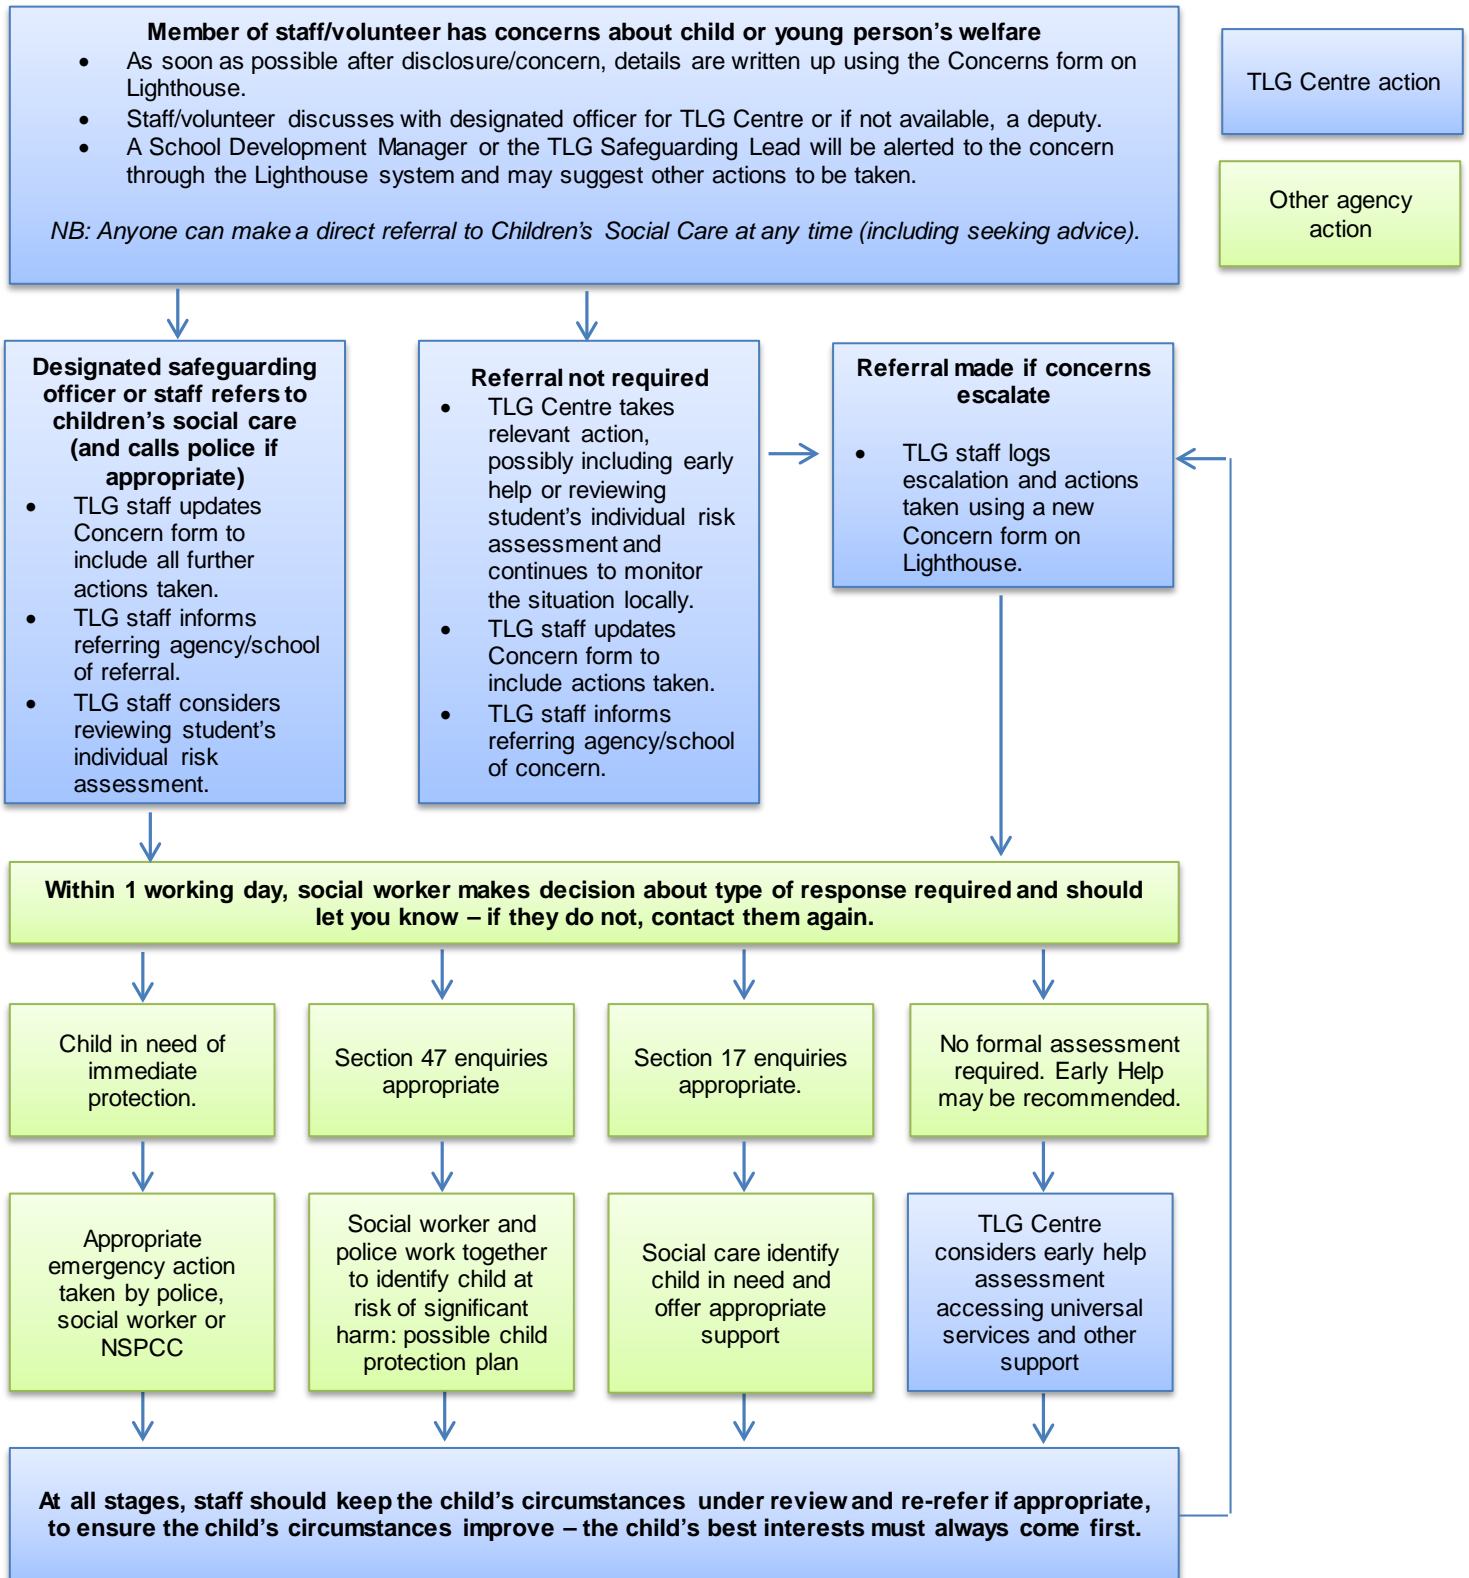 Member of staff/volunteer has concerns about child or young person's welfare
• As soon as possible after disclosure/concern, details are written up using the Concerns form on
Lighthouse.
• Staff/volunteer discusses with designated officer for TLG Centre or if not available, a deputy.
• A School Development Manager or the TLG Safeguarding Lead will be alerted to the concern
through the Lighthouse system and may suggest other actions to be taken.
NB: Anyone can make a direct referral to Children's Social Care at any time (including seeking advice).
TLG Centre action
Other agency
action
Designated safeguarding
officer or staff refers to
children's social care
(and calls police if
appropriate)
• TLG staff updates
Concern form to
include all further
actions taken.
• TLG staff informs
referring agency/school
of referral.
• TLG staff considers
reviewing student's
individual risk
assessment.
Referral not required
• TLG Centre takes
relevant action,
possibly including early
help or reviewing
student's individual risk
assessment and
continues to monitor
the situation locally.
• TLG staff updates
Concern form to
include actions taken.
• TLG staff informs
referring agency/school
of concern.
Referral made if concerns
escalate
• TLG staff logs
escalation and actions
taken using a new
Concern form on
Lighthouse.
Within 1 working day, social worker makes decision about type of response required and should
let you know – if they do not, contact them again.
Child in need of
immediate
protection.
Section 47 enquiries
appropriate
Section 17 enquiries
appropriate.
No formal assessment
required. Early Help
may be recommended.
Appropriate
emergency action
taken by police,
social worker or
NSPCC
Social worker and
police work together
to identify child at
risk of significant
harm: possible child
protection plan
Social care identify
child in need and
offer appropriate
support
TLG Centre
considers early help
assessment
accessing universal
services and other
support
At all stages, staff should keep the child's circumstances under review and re-refer if appropriate,
to ensure the child's circumstances improve – the child's best interests must always come first.